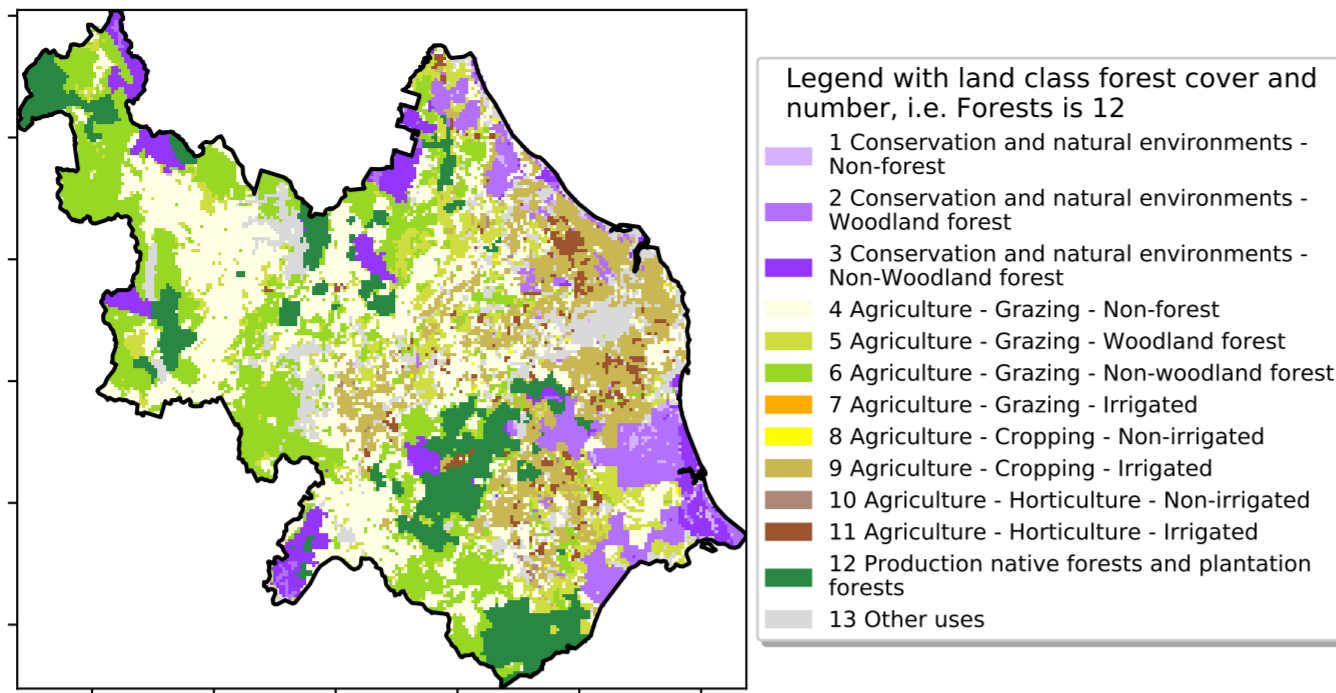 Legend with land class forest cover and
number, i.e. Forests is 12
1 Conservation and natural environments -
Non-forest
2 Conservation and natural environments -
Woodland forest
3 Conservation and natural environments -
Non-Woodland forest
4 Agriculture - Grazing - Non-forest
5 Agriculture - Grazing - Woodland forest
6 Agriculture - Grazing - Non-woodland forest
7 Agriculture - Grazing - Irrigated
8 Agriculture - Cropping - Non-irrigated
9 Agriculture - Cropping - Irrigated
10 Agriculture - Horticulture - Non-irrigated
11 Agriculture - Horticulture - Irrigated
12 Production native forests and plantation
forests
13 Other uses